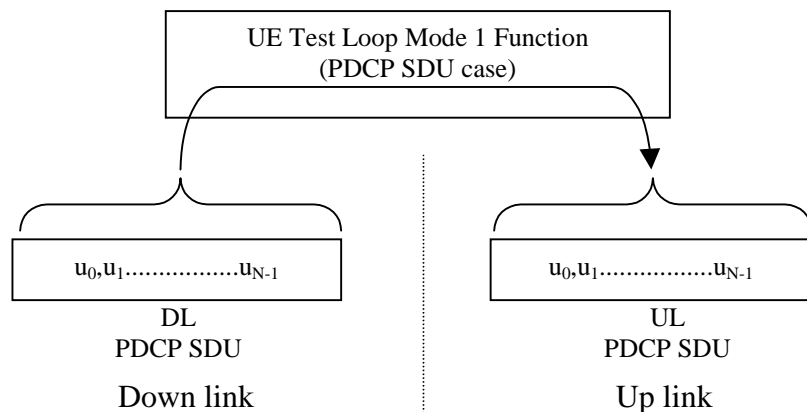 UE Test Loop Mode 1 Function
(PDCP SDU case)
u0,u1.................uN-1
u0,u1.................uN-1
DL
PDCP SDU
UL
PDCP SDU
Down link
Up link